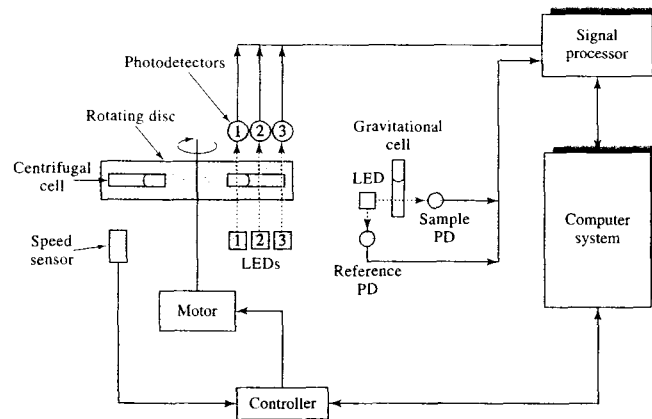 Signal
processor
Photodetectors
1 2 3
Rotating disc
Gravitational
cell
Centrifugal
cell
LED
Sample
PD
Computer
system
Speed
sensor
1 2 3
LEDs
Reference
PD
Motor
Controller